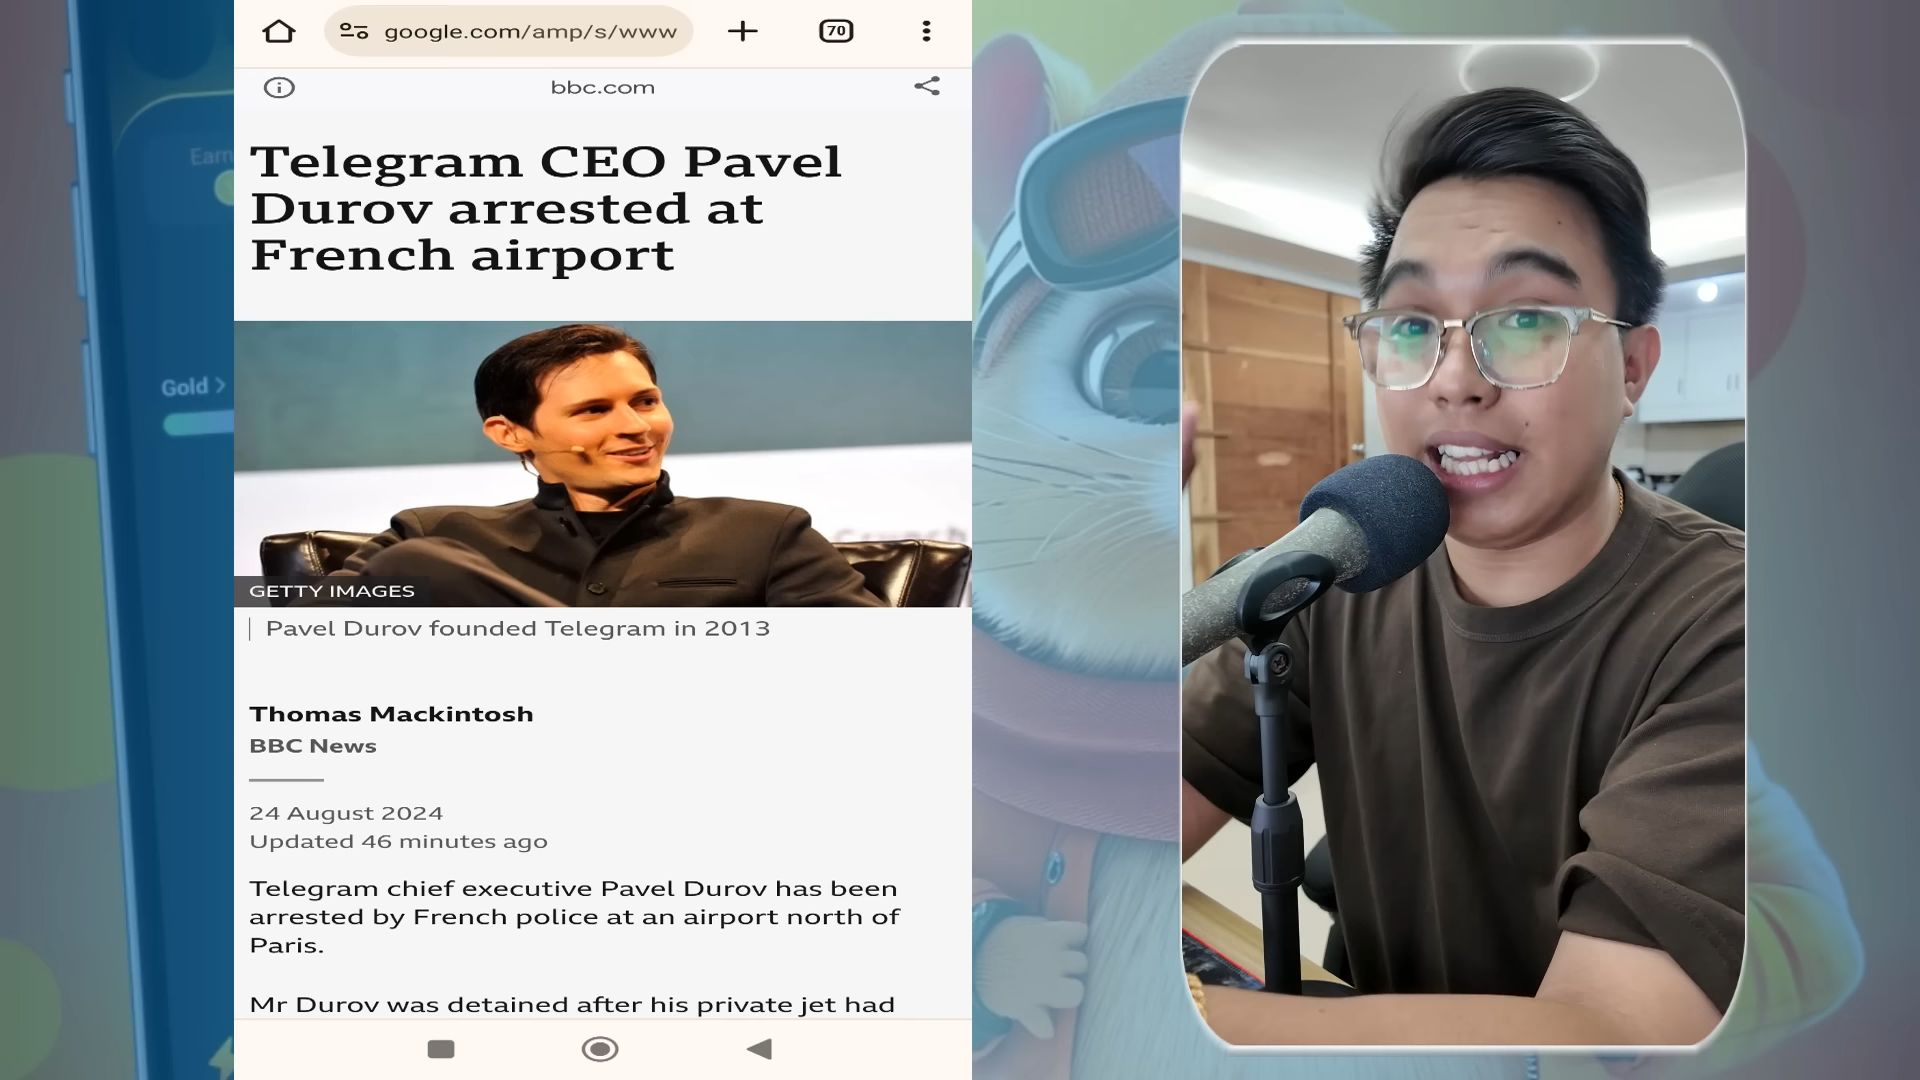 google.com/amp/s/www
70
bbc.com
Telegram CEO Pavel
Durov arrested at
French airport
GETTY IMAGES
Pavel Durov founded Telegram in 2013
Thomas Mackintosh
BBC News
24 August 2024
Updated 46 minutes ago
Telegram chief executive Pavel Durov has been
arrested by French police at an airport north of
Paris.
Mr Durov was detained after his private jet had
Earn
Gold >